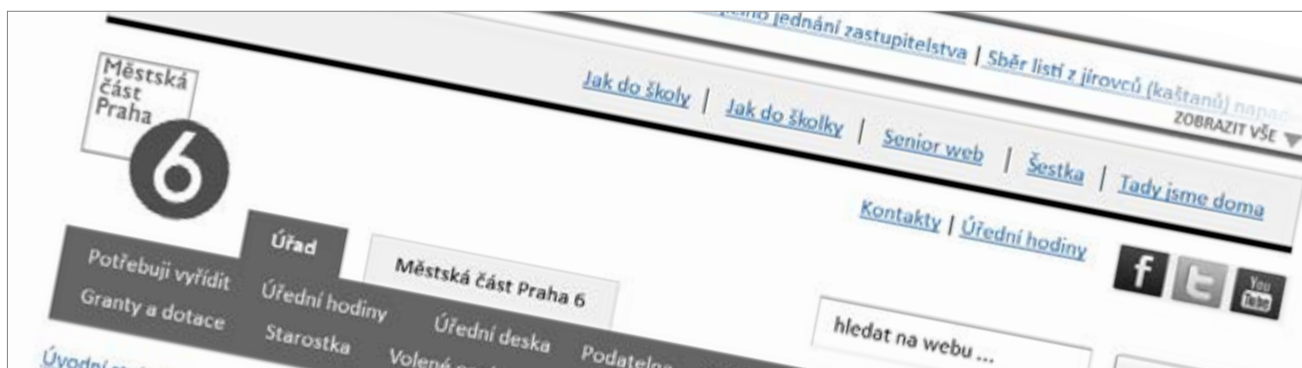 jednání zastupitelstva | Sběr listí z jírovců (kaštanů)
ZOBRAZIT VŠE
Jak do školy | Jak do školky | Senior web | Šestka | Tady jsme doma
Městská
část
Praha
6
Kontakty | Úřední hodiny
f t You Tube
Úřad
Městská část Praha 6
Potřebuji vyřídit
Úřední hodiny
Úřední deska
hledat na webu ...
Granty a dotace
Starostka
Volené